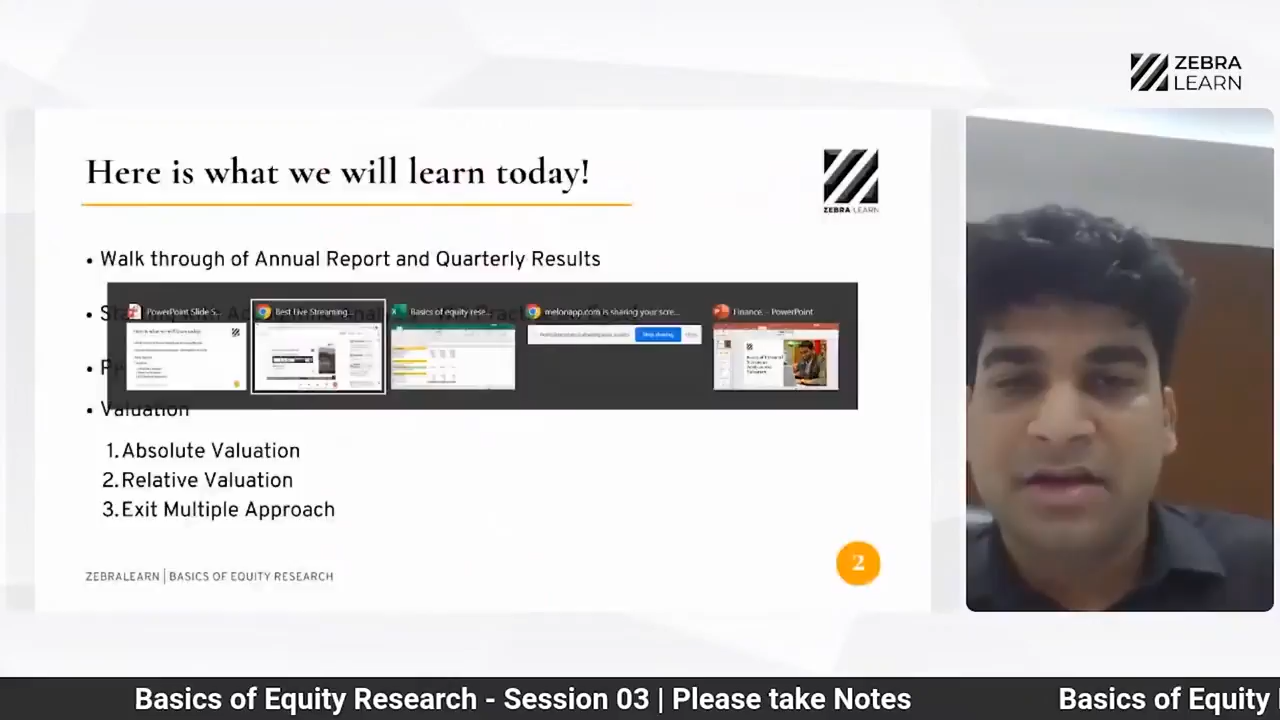 ZEBRA
LEARN
Here is what we will learn today!
ZEBRA LEARN
• Walk through of Annual Report and Quarterly Results
PowerPoint Slide S...
Best Live Streaming...
Basics of equity rese...
melonapp.com is sharing your scre...
Finance. - PowerPoint
Stop sharing
• Valuation
1. Absolute Valuation
2. Relative Valuation
3. Exit Multiple Approach
ZEBRALEARN | BASICS OF EQUITY RESEARCH
2
Basics of Equity Research - Session 03 | Please take Notes
Basics of Equity